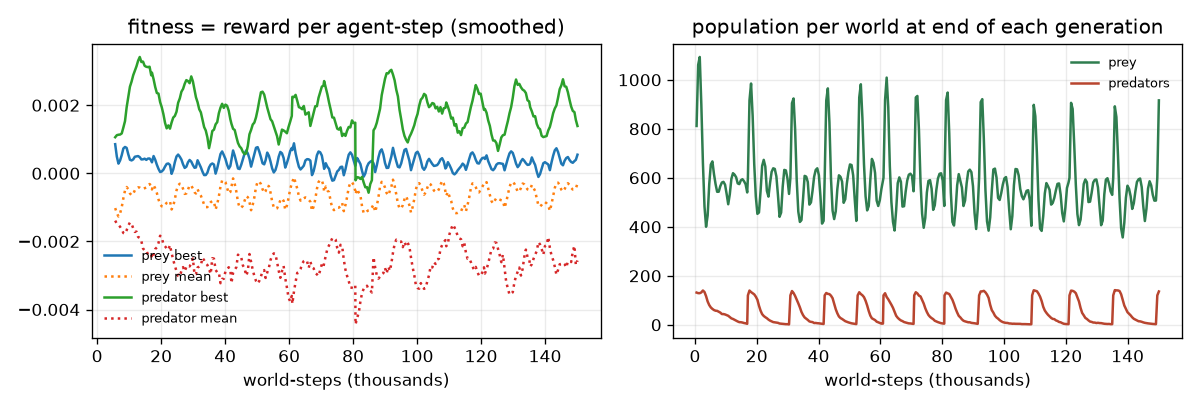 fitness = reward per agent-step (smoothed)
0.002
0.000
−0.002
−0.004
prey best
prey mean
predator best
predator mean
0 20 40 60 80 100 120 140
world-steps (thousands)
population per world at end of each generation
1000
800
600
400
200
0
prey
predators
0 20 40 60 80 100 120 140
world-steps (thousands)